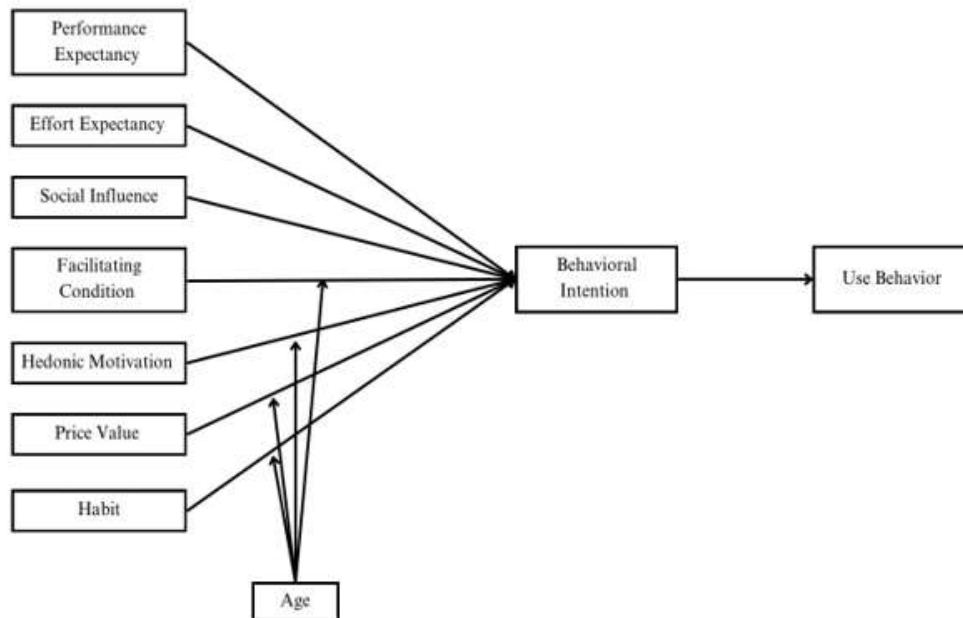 Performance
Expectancy
Effort Expectancy
Social Influence
Facilitating
Condition
Hedonic Motivation
Price Value
Habit
Age
Behavioral
Intention
Use Behavior